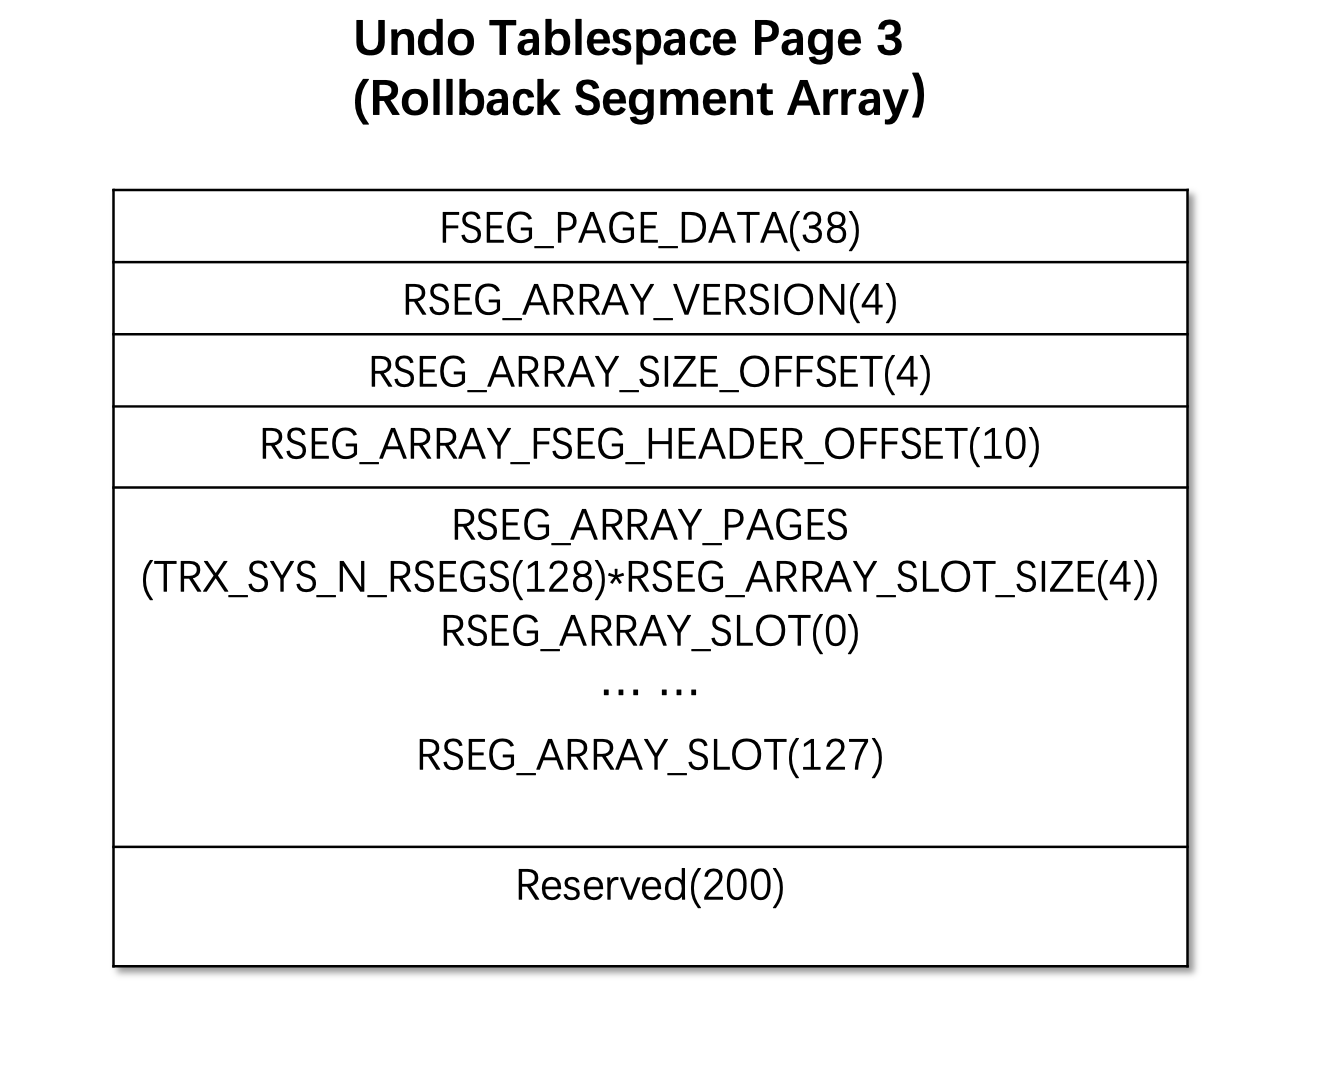 Undo Tablespace Page 3
(Rollback Segment Array)
FSEG_PAGE_DATA(38)
RSEG_ARRAY_VERSION(4)
RSEG_ARRAY_SIZE_OFFSET(4)
RSEG_ARRAY_FSEG_HEADER_OFFSET(10)
RSEG_ARRAY_PAGES
(TRX_SYS_N_RSEGS(128)*RSEG_ARRAY_SLOT_SIZE(4))
RSEG_ARRAY_SLOT(0)
... ...
RSEG_ARRAY_SLOT(127)
Reserved(200)